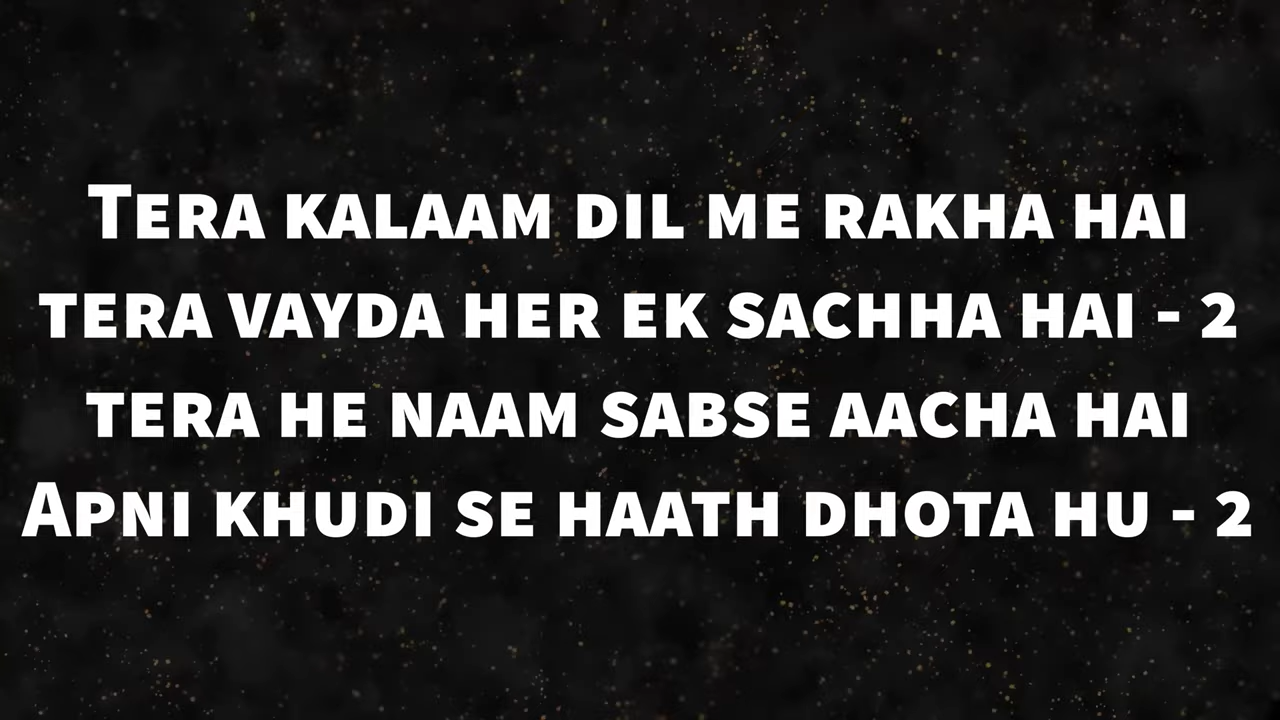 Tera kalaam dil me rakha hai
tera vayda her ek sachha hai - 2
tera he naam sabse aacha hai
Apni khudi se haath dhota hu - 2